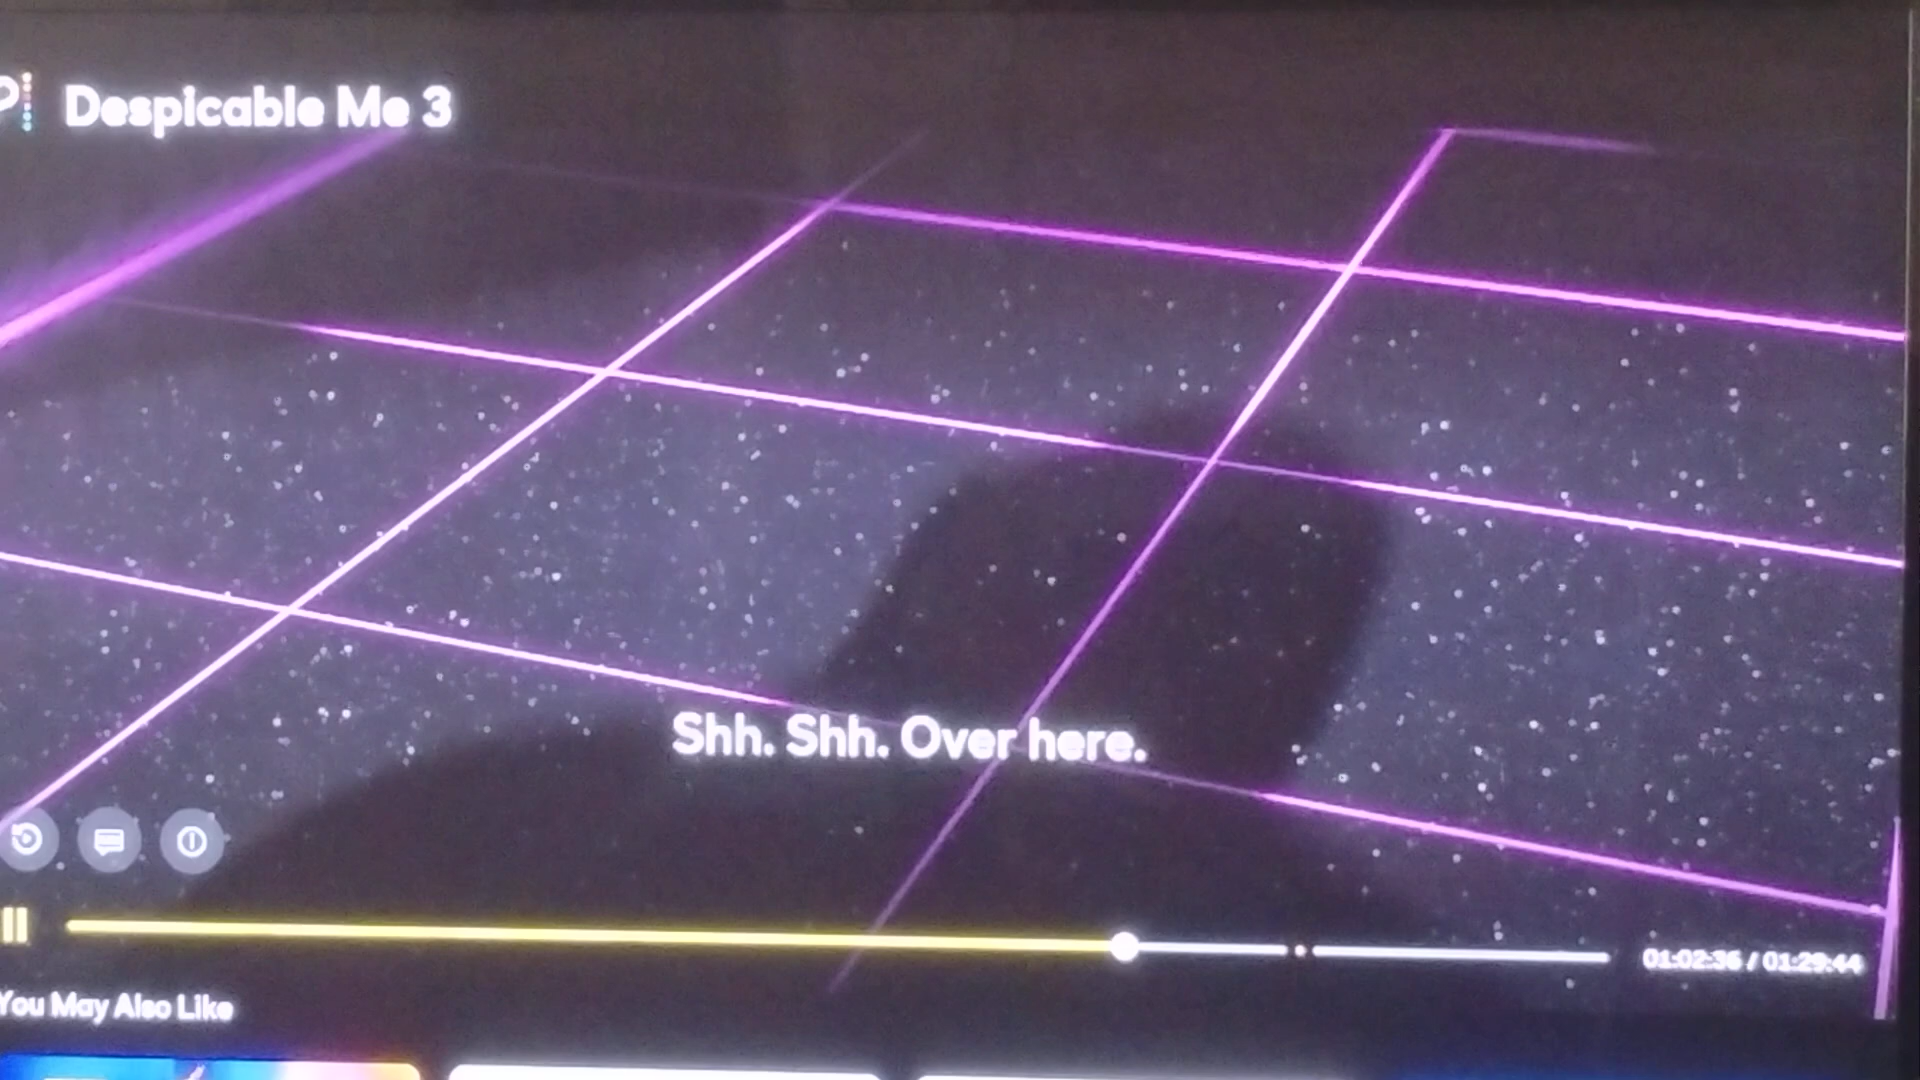 Despicable Me 3
Shh. Shh. Over here.
01:02:36 / 01:29:44
You May Also Like